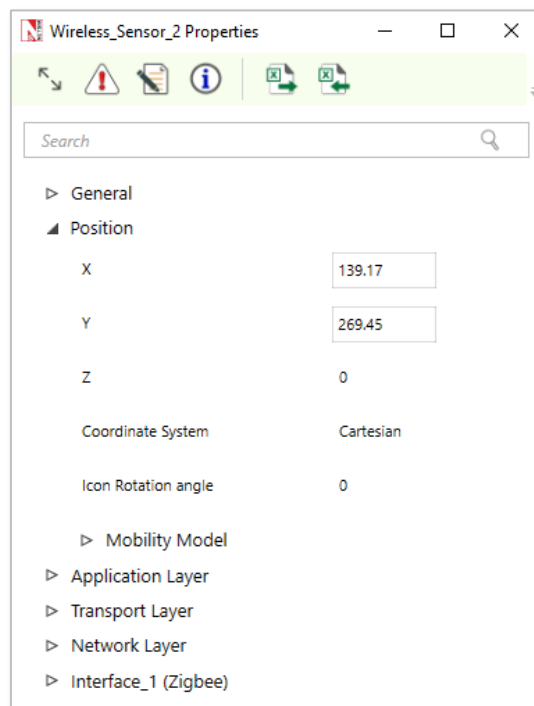 Wireless_Sensor_2 Properties
Search
General
Position
X 139.17
Y 269.45
Z 0
Coordinate System Cartesian
Icon Rotation angle 0
Mobility Model
Application Layer
Transport Layer
Network Layer
Interface_1 (Zigbee)